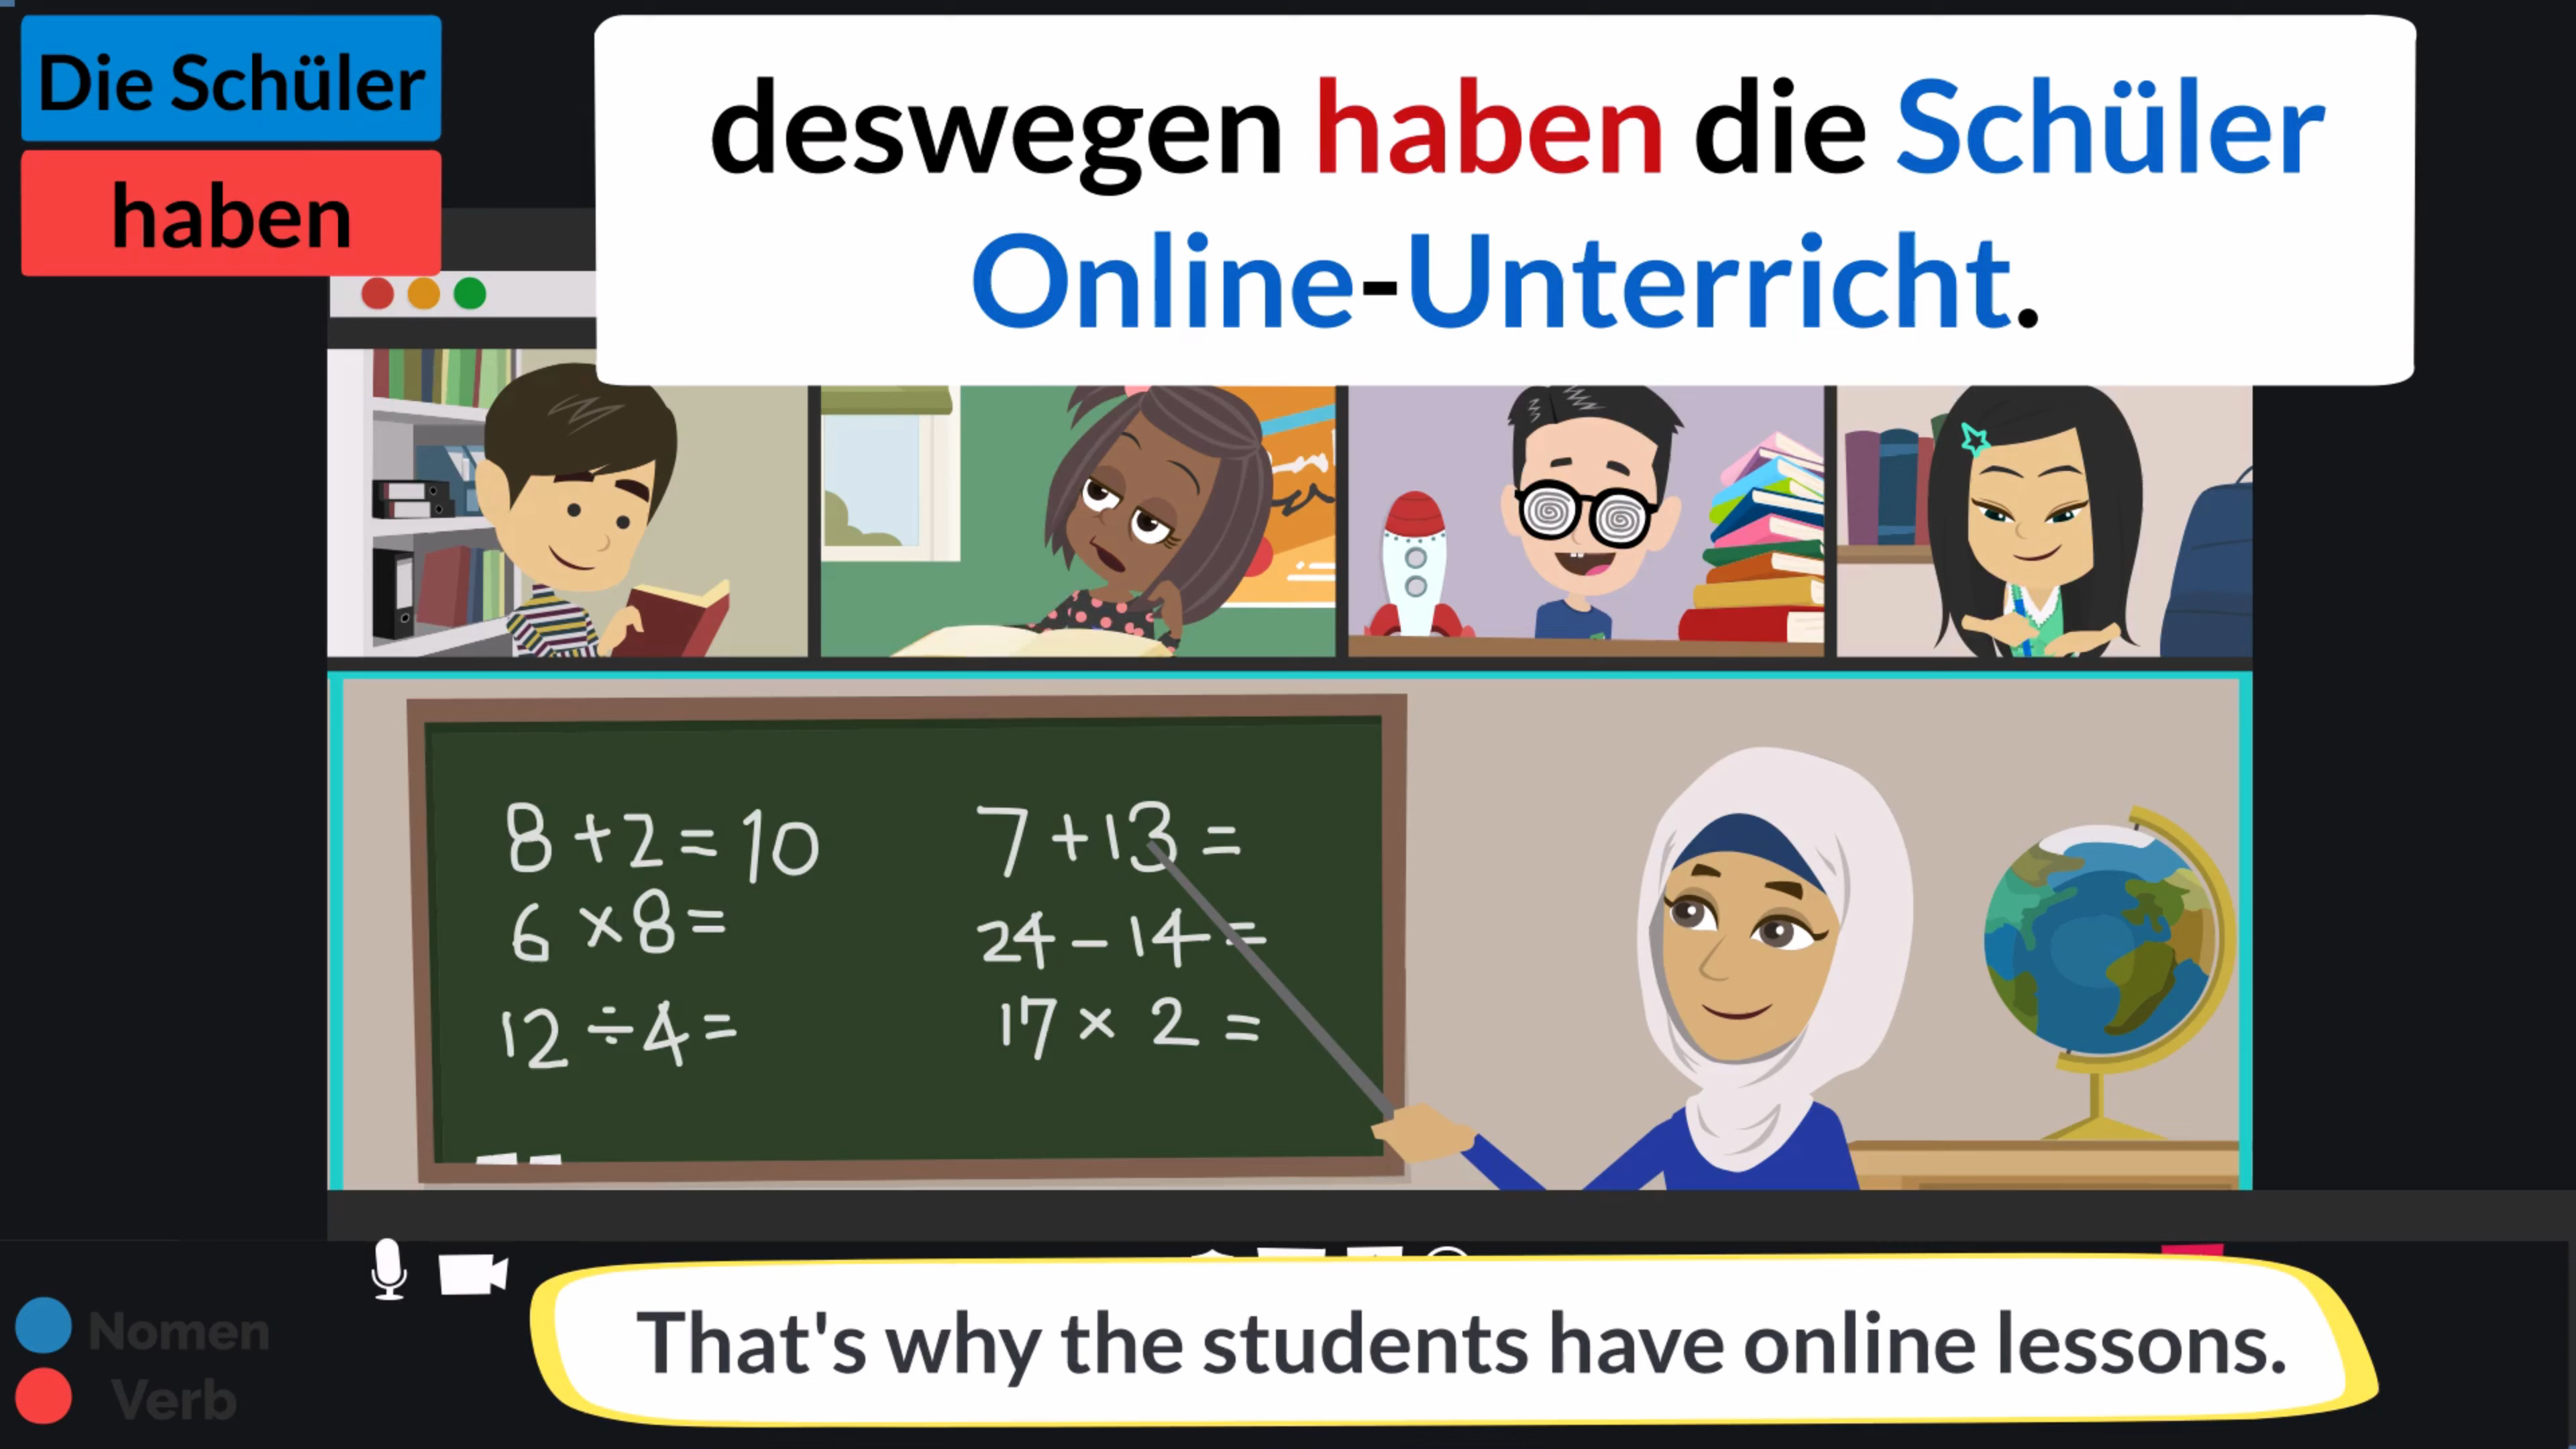 Die Schüler
haben
deswegen haben die Schüler
Online-Unterricht.
8+2=10
6×8=
12÷4=
7+13=
24-14=
17×2=
Nomen
Verb
That's why the students have online lessons.